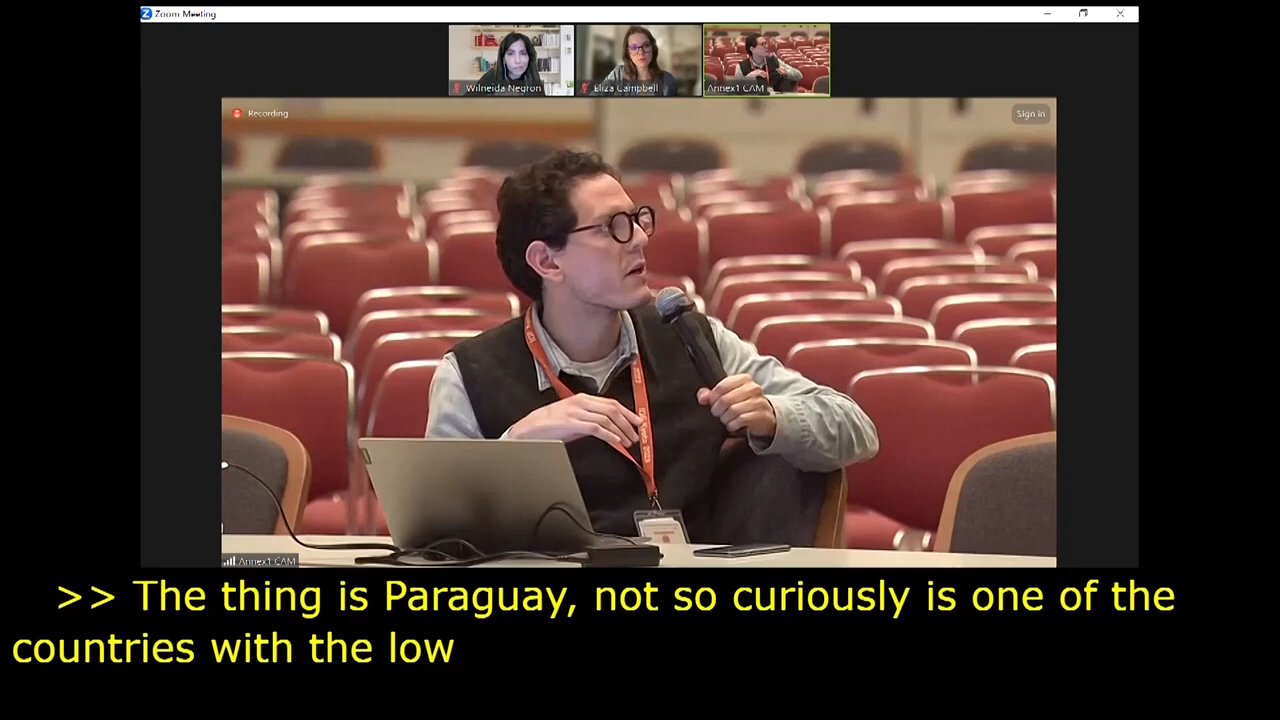 Zoom Meeting
Wilneida Negrón
Eliza Campbell
Annex1 CAM
Recording
Sign in
Annex1 CAM
>> The thing is Paraguay, not so curiously is one of the
countries with the low